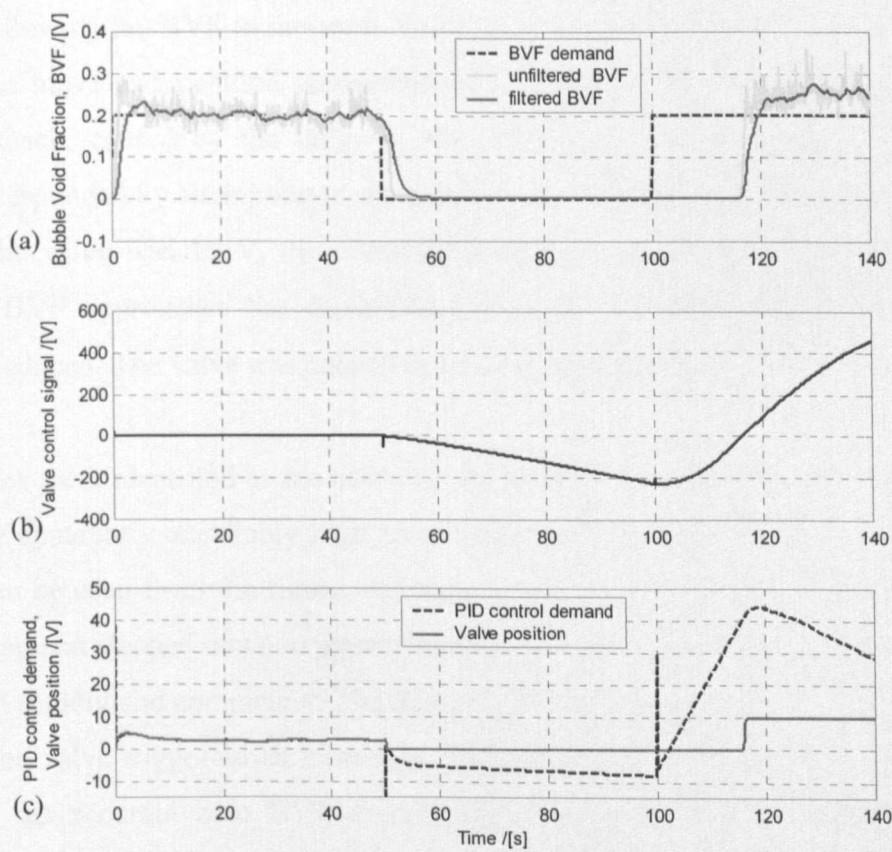 BVF demand
unfiltered BVF
filtered BVF
Bubble Void Fraction, BVF /[V]
0.4
0.3
0.2
0.1
0
-0.1
0 20 40 60 80 100 120 140
(a)
Valve control signal /[V]
600
400
200
0
-200
-400
0 20 40 60 80 100 120 140
(b)
PID control demand
Valve position
PID control demand,
Valve position /[V]
50
40
30
20
10
0
-10
0 20 40 60 80 100 120 140
Time /[s]
(c)